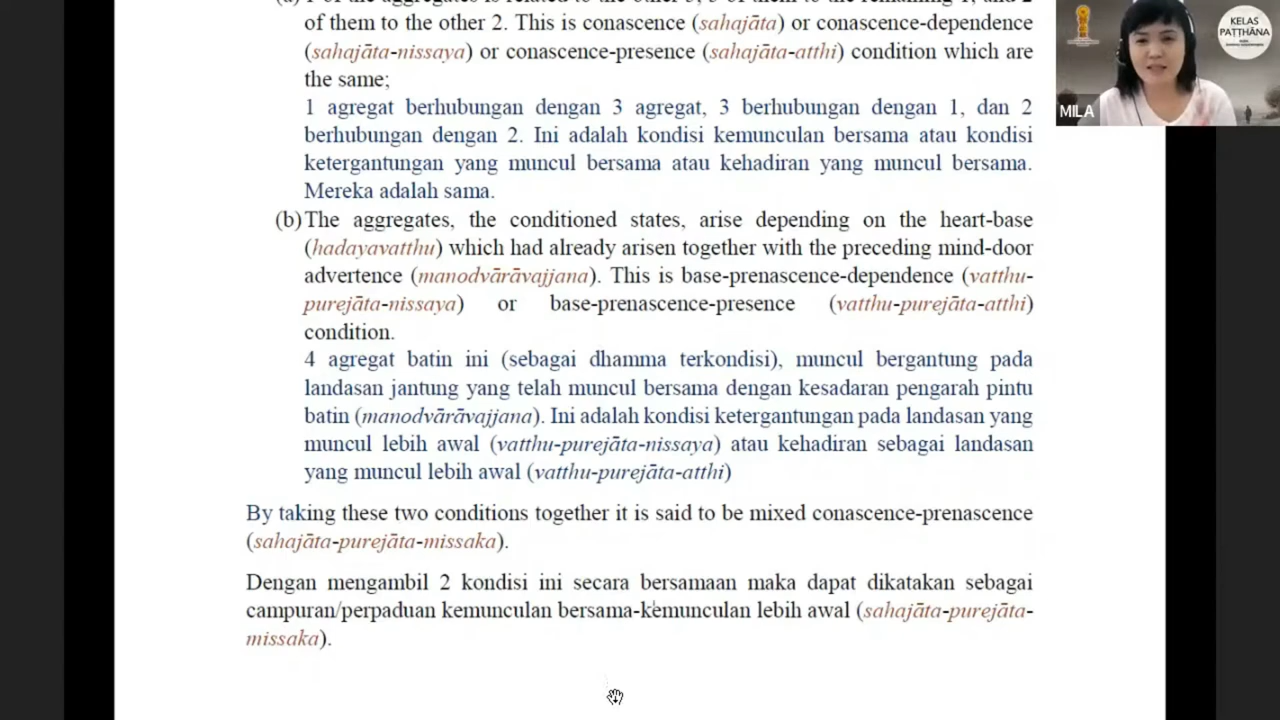 of them to the other 2. This is conascence (sahajāta) or conascence-dependence
(sahajāta-nissaya) or conascence-presence (sahajāta-atthi) condition which are
the same;
1 agregat berhubungan dengan 3 agregat, 3 berhubungan dengan 1, dan 2
berhubungan dengan 2. Ini adalah kondisi kemunculan bersama atau kondisi
ketergantungan yang muncul bersama atau kehadiran yang muncul bersama.
Mereka adalah sama.
(b) The aggregates, the conditioned states, arise depending on the heart-base
(hadayavatthu) which had already arisen together with the preceding mind-door
advertence (manodvārāvajjana). This is base-prenascence-dependence (vatthu-
purejāta-nissaya) or base-prenascence-presence (vatthu-purejāta-atthi)
condition.
4 agregat batin ini (sebagai dhamma terkondisi), muncul bergantung pada
landasan jantung yang telah muncul bersama dengan kesadaran pengarah pintu
batin (manodvārāvajjana). Ini adalah kondisi ketergantungan pada landasan yang
muncul lebih awal (vatthu-purejāta-nissaya) atau kehadiran sebagai landasan
yang muncul lebih awal (vatthu-purejāta-atthi)
By taking these two conditions together it is said to be mixed conascence-prenascence
(sahajāta-purejāta-missaka).
Dengan mengambil 2 kondisi ini secara bersamaan maka dapat dikatakan sebagai
campuran/perpaduan kemunculan bersama-kemunculan lebih awal (sahajāta-purejāta-
missaka).
MILA
KELAS
PAṬṬHĀNA